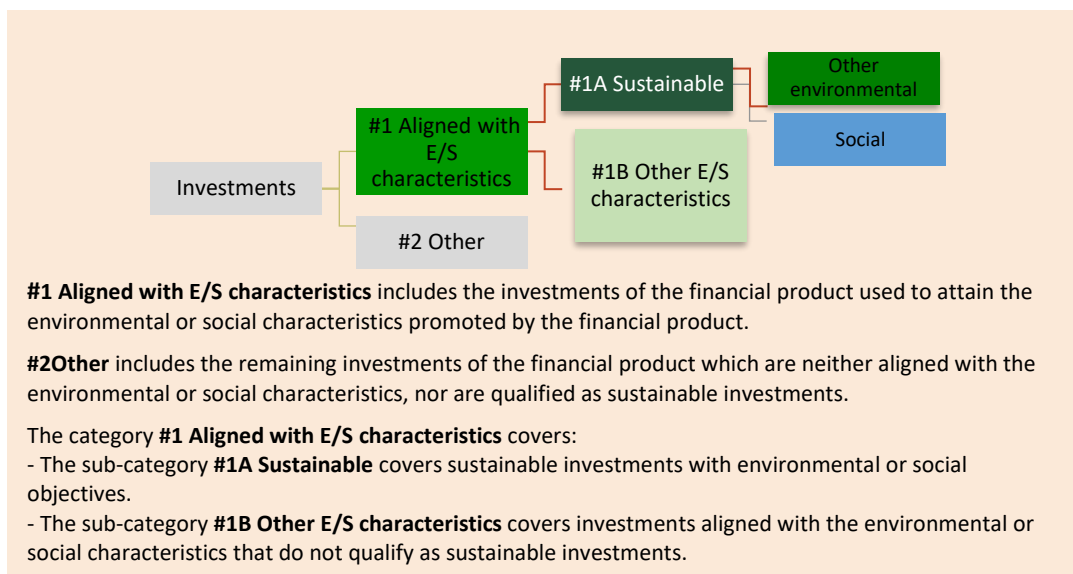 Other
environmental
#1A Sustainable
#1 Aligned with
E/S
characteristics
Social
#1B Other E/S
characteristics
Investments
#2 Other
#1 Aligned with E/S characteristics includes the investments of the financial product used to attain the
environmental or social characteristics promoted by the financial product.
#2Other includes the remaining investments of the financial product which are neither aligned with the
environmental or social characteristics, nor are qualified as sustainable investments.
The category #1 Aligned with E/S characteristics covers:
- The sub-category #1A Sustainable covers sustainable investments with environmental or social
objectives.
- The sub-category #1B Other E/S characteristics covers investments aligned with the environmental or
social characteristics that do not qualify as sustainable investments.